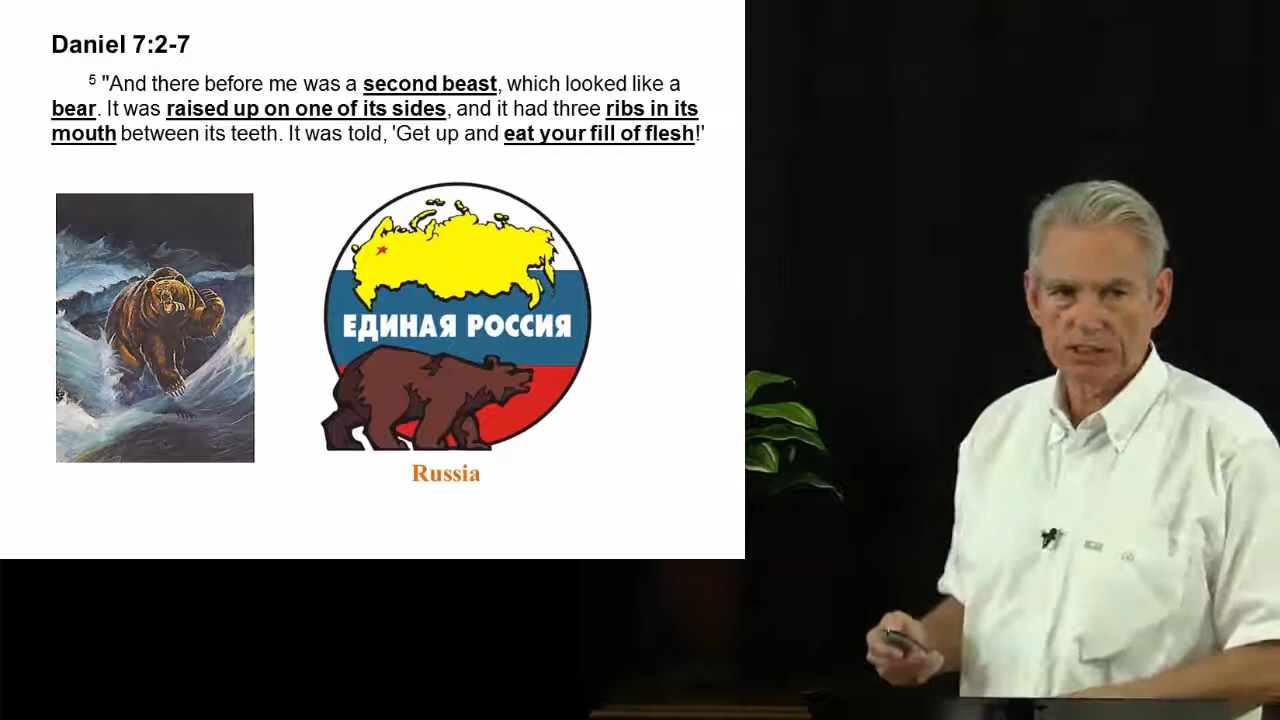 Daniel 7:2-7
5 "And there before me was a second beast, which looked like a
bear. It was raised up on one of its sides, and it had three ribs in its
mouth between its teeth. It was told, 'Get up and eat your fill of flesh!'
ЕДИНАЯ РОССИЯ
Russia